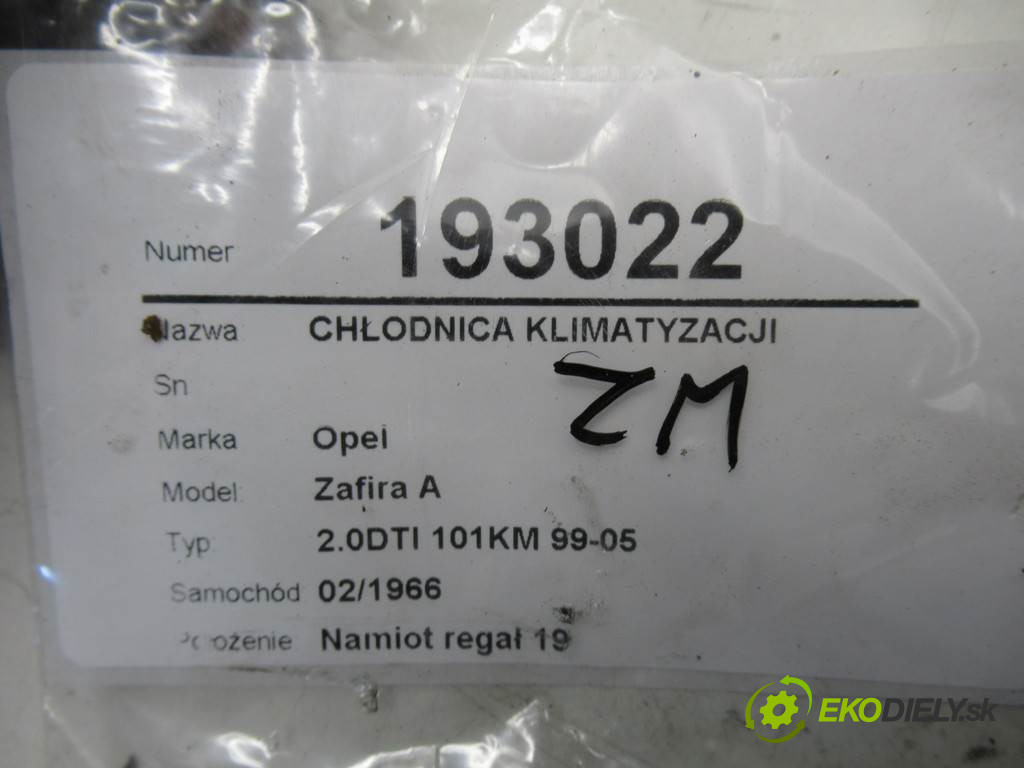 Numer 193022
Nazwa CHŁODNICA KLIMATYZACJI
Sn
ZM
Marka Opel
Model Zafira A
Typ 2.0DTI 101KM 99-05
Samochód 02/1966
Położenie Namiot regał 19
EKODIELY.sk